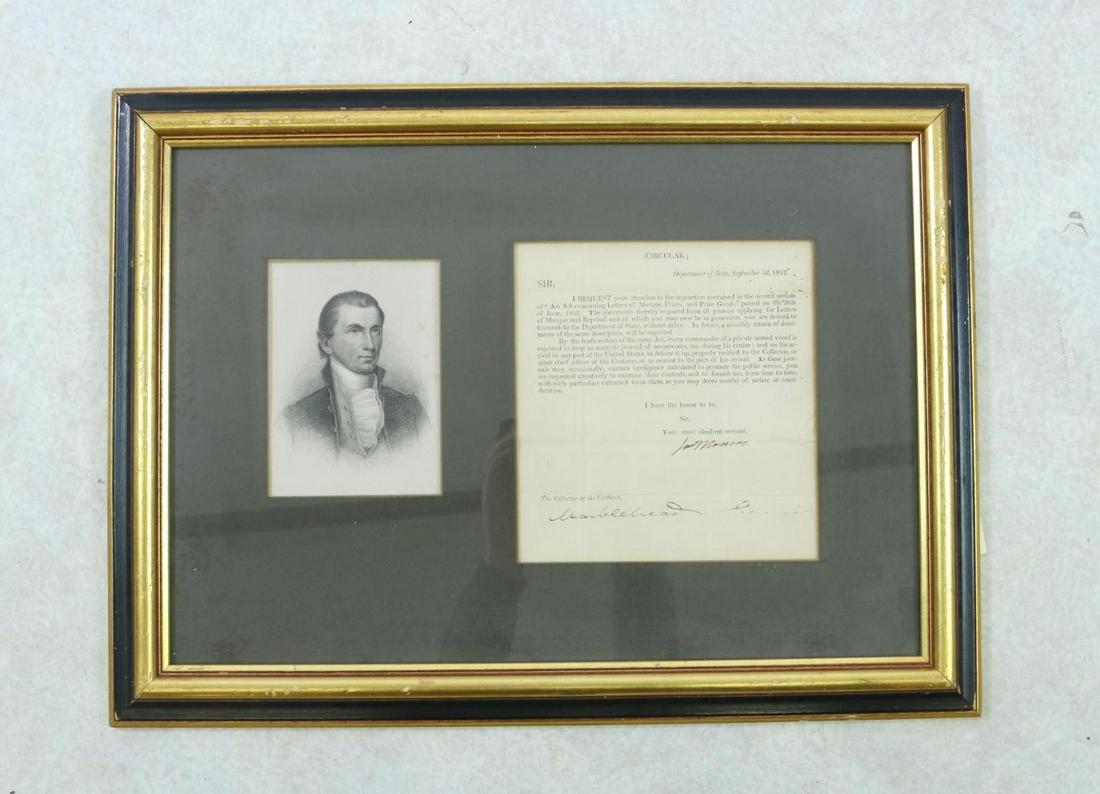 (CIRCULAR.)
Department of State, September 3d, 1812.
SIR,
I REQUEST your attention to the injunction contained in the second section
of "An Act concerning Letters of Marque, Prizes, and Prize Goods," passed on the 26th
of June, 1812. The statements thereby required from all persons applying for Letters
of Marque and Reprisal, and of which you may now be in possession, you are desired to
transmit to the Department of State, without delay. In future, a monthly return of docu-
ments of the same description, will be expected.
By the tenth section of the same Act, every commander of a private armed vessel is
enjoined to keep an accurate journal of occurrences, &c. during his cruize; and on his ar-
rival in any port of the United States, to deliver it up, properly verified, to the Collector, or
other chief officer of the Customs, at or nearest to the port of his arrival. As these jour-
nals may, occasionally, contain intelligence calculated to promote the public service, you
are requested attentively to examine their contents, and to furnish me, from time to time,
with such particulars extracted from them as you may deem worthy of notice or consi-
deration.
I have the honor to be,
Sir,
Your most obedient servant,
Jas Monroe
The Collector of the Customs,
Marblehead